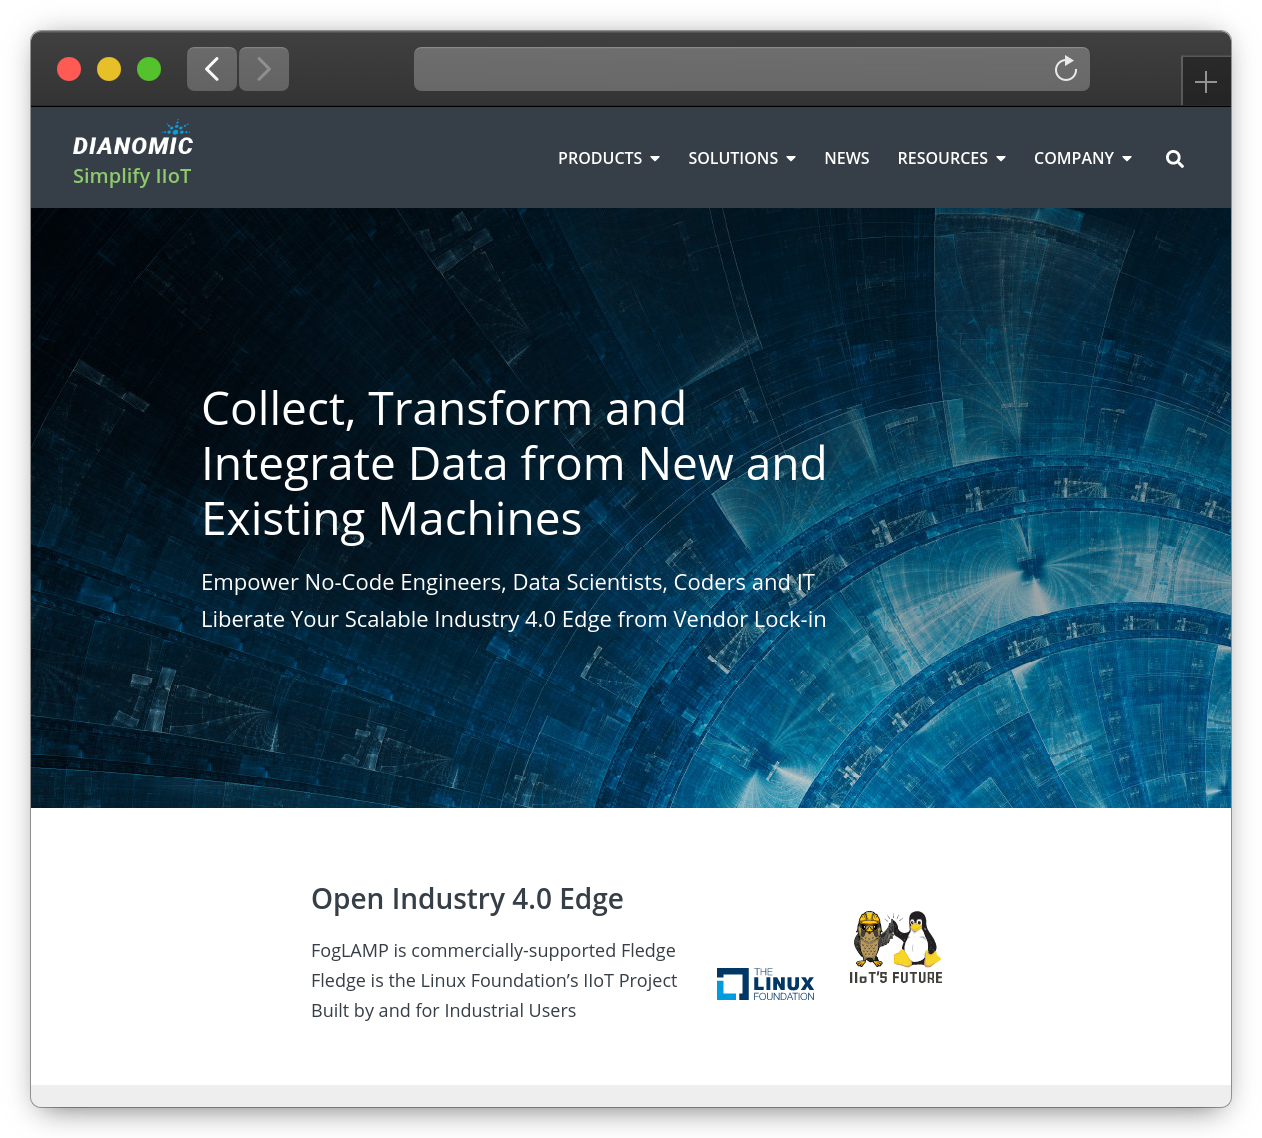 DIANOMIC
Simplify IIoT
PRODUCTS
SOLUTIONS
NEWS
RESOURCES
COMPANY
Collect, Transform and
Integrate Data from New and
Existing Machines
Empower No-Code Engineers, Data Scientists, Coders and IT
Liberate Your Scalable Industry 4.0 Edge from Vendor Lock-in
Open Industry 4.0 Edge
FogLAMP is commercially-supported Fledge
Fledge is the Linux Foundation’s IIoT Project
Built by and for Industrial Users
THE
LINUX
FOUNDATION
IIoT'S FUTURE